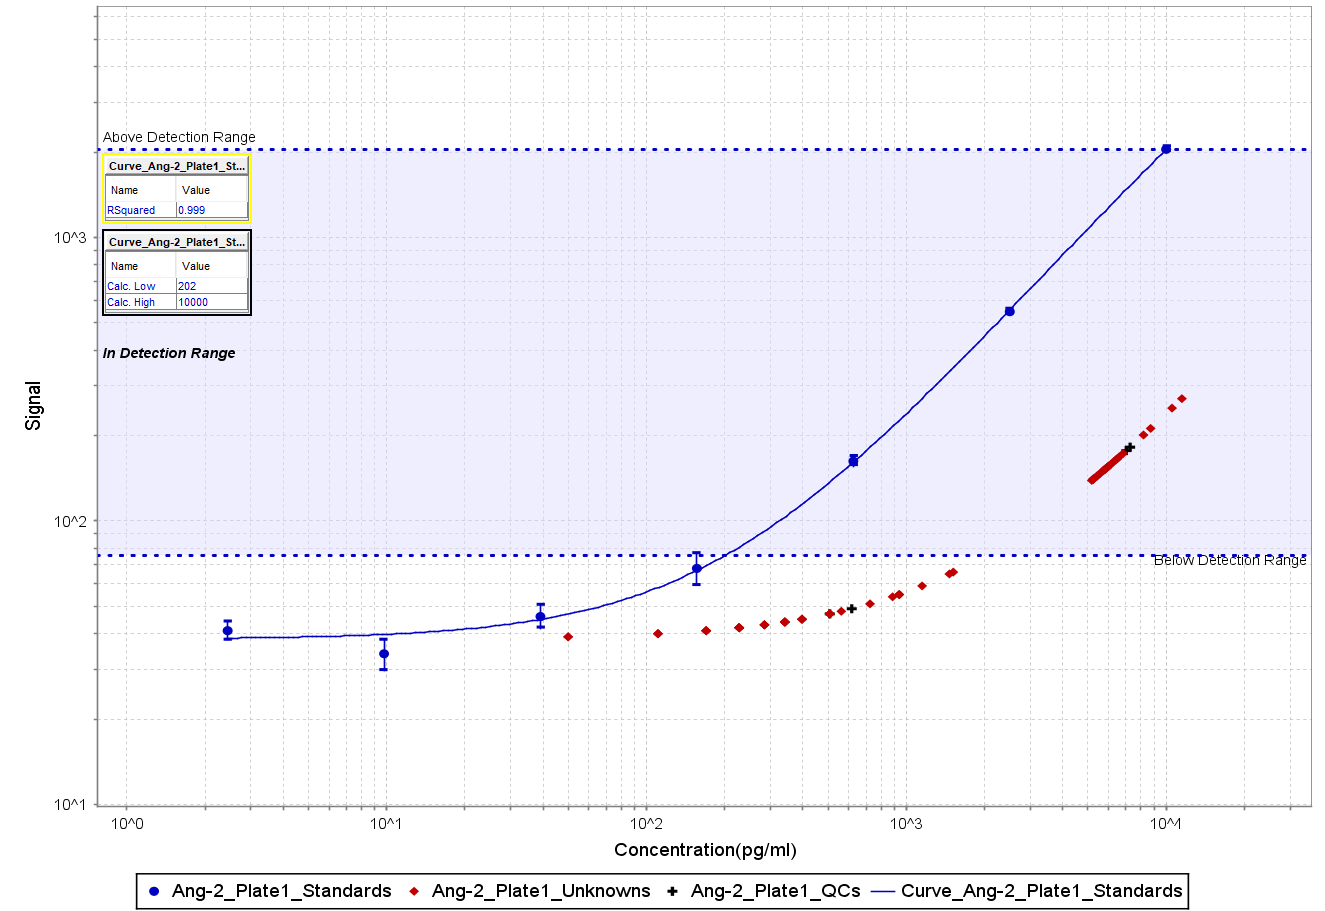 Above Detection Range
Curve_Ang-2_Plate1_St...
Name Value
RSquared 0.999
Curve_Ang-2_Plate1_St...
Name Value
Calc. Low 202
Calc. High 10000
In Detection Range
Below Detection Range
Signal
10^3
10^2
10^1
10^0 10^1 10^2 10^3 10^4
Concentration(pg/ml)
Ang-2_Plate1_Standards Ang-2_Plate1_Unknowns Ang-2_Plate1_QCs Curve_Ang-2_Plate1_Standards